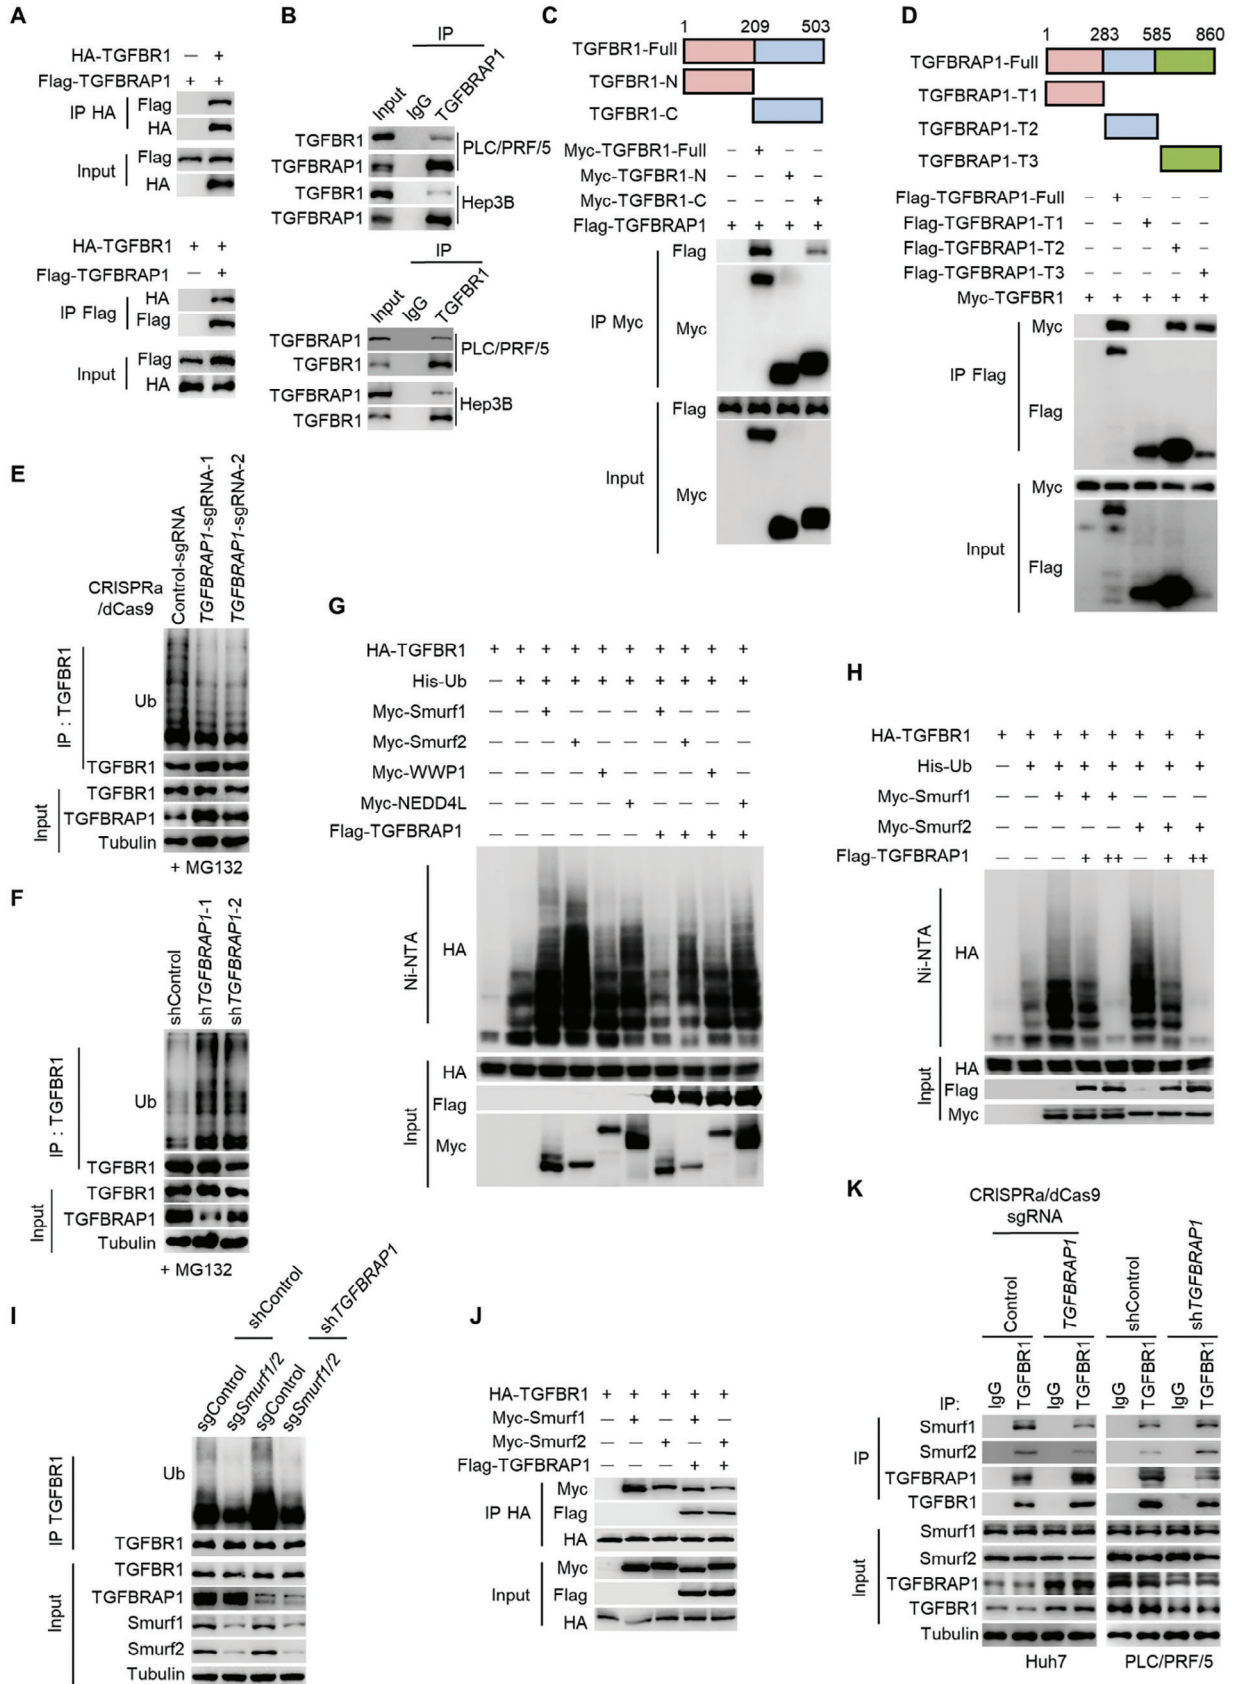 A
HA-TGFBR1 — +
Flag-TGFBRAP1 + +
IP HA
Flag
HA
Input
Flag
HA
HA-TGFBR1 + +
Flag-TGFBRAP1 — +
IP Flag
HA
Flag
Input
Flag
HA
B
IP
Input IgG TGFBRAP1
TGFBR1
TGFBRAP1
PLC/PRF/5
TGFBR1
TGFBRAP1
Hep3B
IP
Input IgG TGFBR1
TGFBRAP1
TGFBR1
PLC/PRF/5
TGFBRAP1
TGFBR1
Hep3B
C
1 209 503
TGFBR1-Full
TGFBR1-N
TGFBR1-C
Myc-TGFBR1-Full — + — —
Myc-TGFBR1-N — — + —
Myc-TGFBR1-C — — — +
Flag-TGFBRAP1 + + + +
IP Myc
Flag
Myc
Input
Flag
Myc
D
1 283 585 860
TGFBRAP1-Full
TGFBRAP1-T1
TGFBRAP1-T2
TGFBRAP1-T3
Flag-TGFBRAP1-Full — + — — —
Flag-TGFBRAP1-T1 — — + — —
Flag-TGFBRAP1-T2 — — — + —
Flag-TGFBRAP1-T3 — — — — +
Myc-TGFBR1 + + + + +
IP Flag
Myc
Flag
Input
Myc
Flag
E
CRISPRa
/dCas9
Control-sgRNA
TGFBRAP1-sgRNA-1
TGFBRAP1-sgRNA-2
IP : TGFBR1
Ub
TGFBR1
Input
TGFBR1
TGFBRAP1
Tubulin
+ MG132
F
shControl
shTGFBRAP1-1
shTGFBRAP1-2
IP : TGFBR1
Ub
TGFBR1
Input
TGFBR1
TGFBRAP1
Tubulin
+ MG132
G
HA-TGFBR1 + + + + + + + + + +
His-Ub — + + + + + + + + +
Myc-Smurf1 — — + — — — + — — —
Myc-Smurf2 — — — + — — — + — —
Myc-WWP1 — — — — + — — — + —
Myc-NEDD4L — — — — — + — — — +
Flag-TGFBRAP1 — — — — — — + + + +
Ni-NTA
HA
Input
HA
Flag
Myc
H
HA-TGFBR1 + + + + + + + +
His-Ub — + + + + + + +
Myc-Smurf1 — — + + + — — —
Myc-Smurf2 — — — — — + + +
Flag-TGFBRAP1 — — — + ++ — + ++
Ni-NTA
HA
Input
HA
Flag
Myc
I
shControl
shTGFBRAP1
sgControl
sgSmurf1/2
sgControl
sgSmurf1/2
IP TGFBR1
Ub
TGFBR1
Input
TGFBR1
TGFBRAP1
Smurf1
Smurf2
Tubulin
J
HA-TGFBR1 + + + + +
Myc-Smurf1 — + — + —
Myc-Smurf2 — — + — +
Flag-TGFBRAP1 — — — + +
IP HA
Myc
Flag
HA
Input
Myc
Flag
HA
K
CRISPRa/dCas9
sgRNA
Control
TGFBRAP1
shControl
shTGFBRAP1
IP: IgG TGFBR1 IgG TGFBR1 IgG TGFBR1 IgG TGFBR1
IP
Smurf1
Smurf2
TGFBRAP1
TGFBR1
Input
Smurf1
Smurf2
TGFBRAP1
TGFBR1
Tubulin
Huh7 PLC/PRF/5